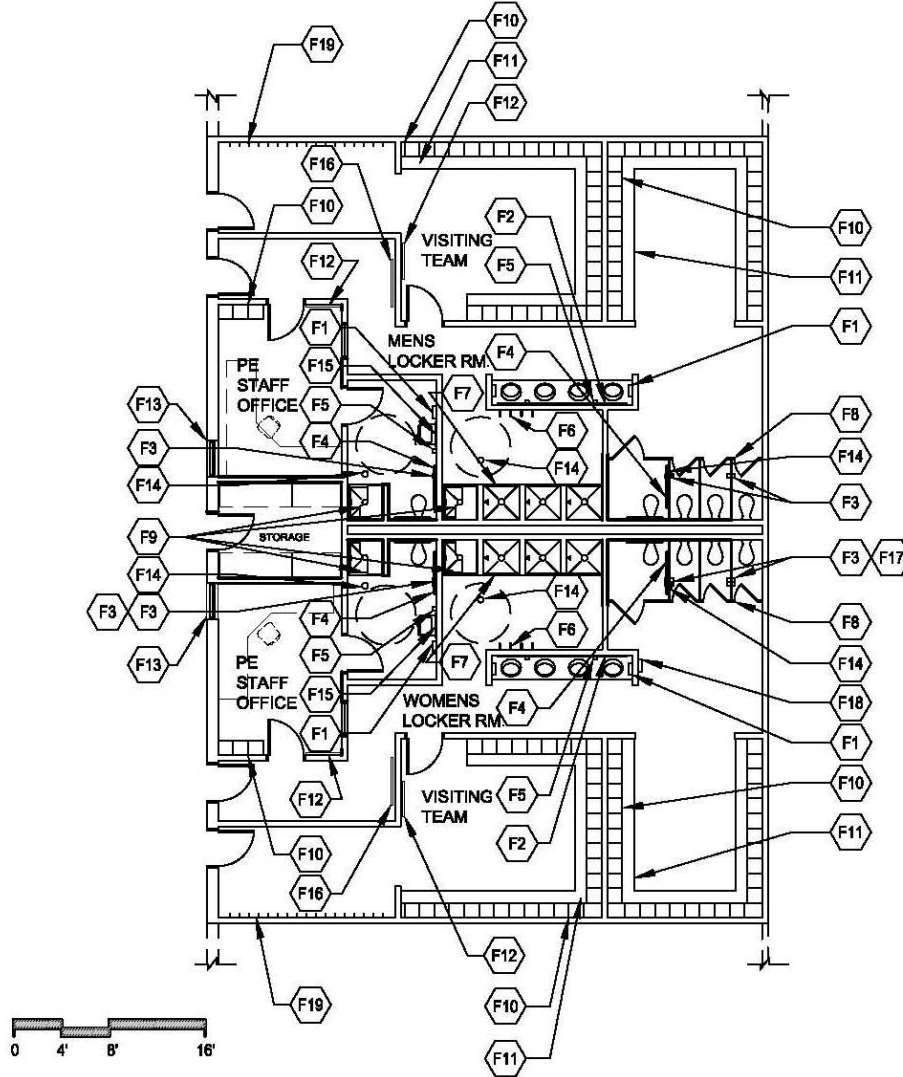 F10
F19
F11
F12
F16
F10
F2
VISITING
TEAM
F10
F5
F12
F11
F1
F4
F1
MENS
LOCKER RM.
F15
PE
STAFF
OFFICE
F7
F13
F5
F6
F8
F3
F4
F14
F14
F14
F3
F9
STORAGE
F14
F14
F3
F17
F3
F3
F4
F6
F8
F5
F7
F14
F13
PE
STAFF
OFFICE
F15
WOMENS
LOCKER RM.
F4
F18
F1
F1
F12
VISITING
TEAM
F5
F10
F10
F2
F11
F16
F12
F19
F10
F11
0 4' 8' 16'